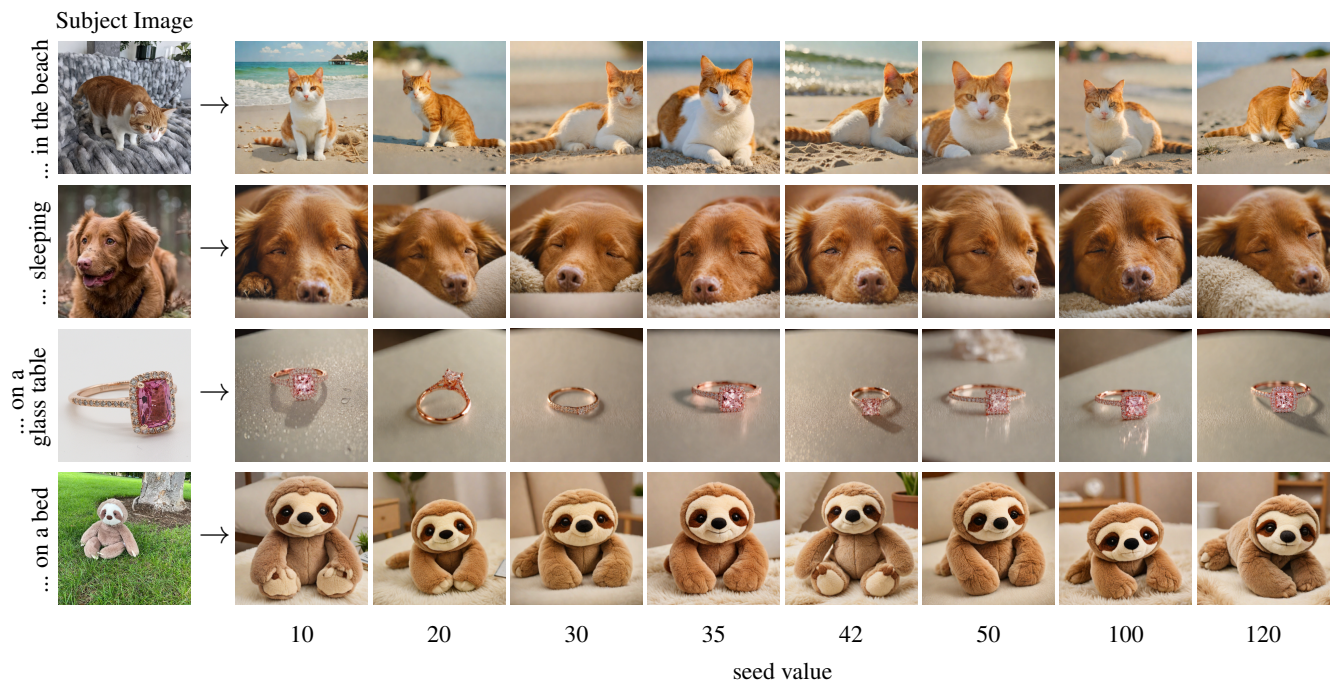 Subject Image
... in the beach
... sleeping
... on a
glass table
... on a bed
10 20 30 35 42 50 100 120
seed value